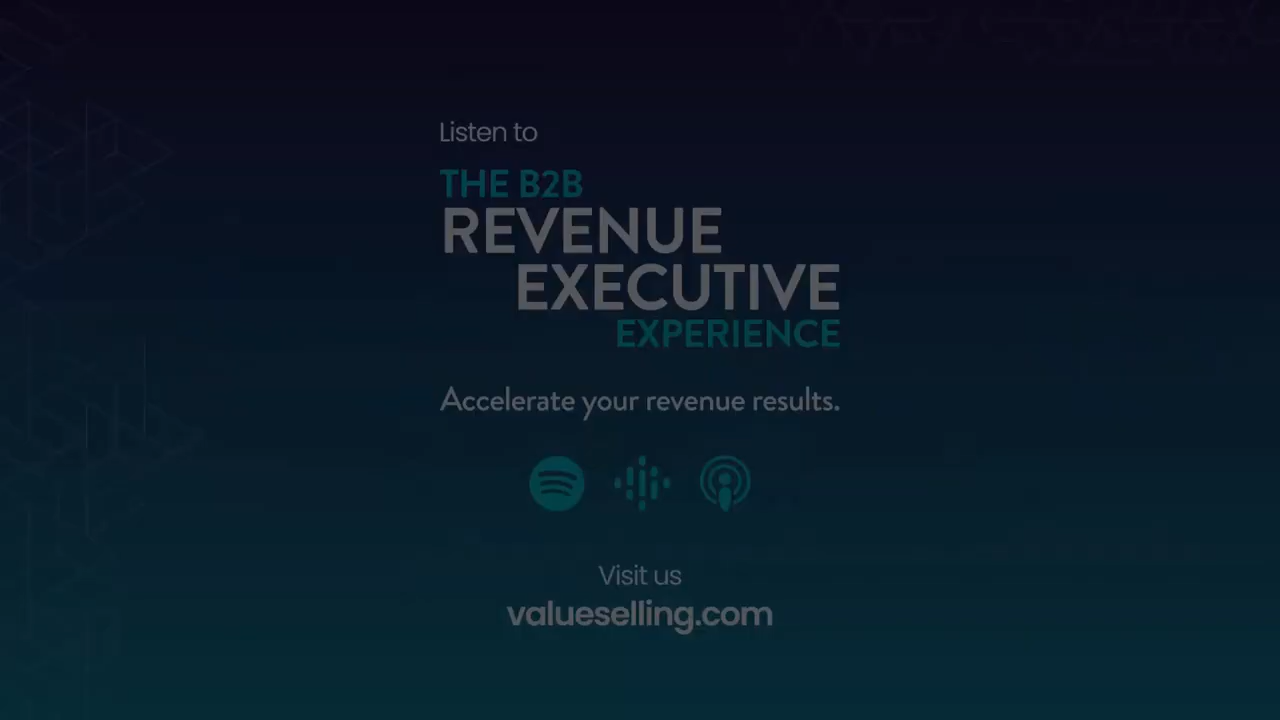 Listen to
THE B2B
REVENUE
EXECUTIVE
EXPERIENCE
Accelerate your revenue results.
Visit us
valueselling.com